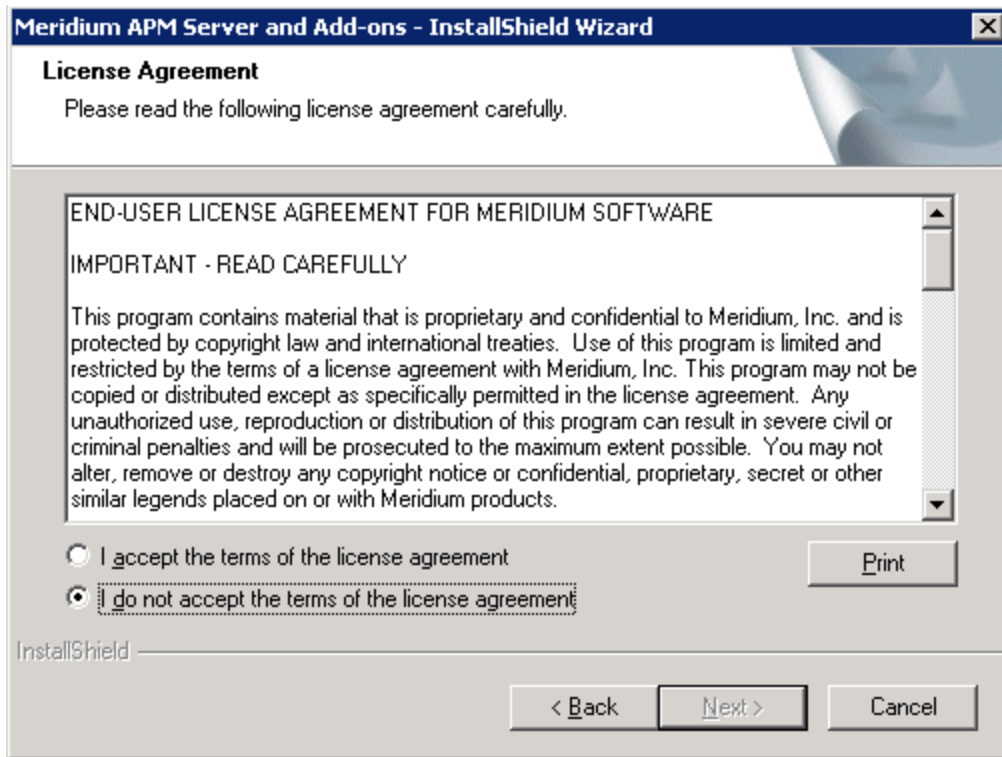 Meridium APM Server and Add-ons - InstallShield Wizard
License Agreement
Please read the following license agreement carefully.
END-USER LICENSE AGREEMENT FOR MERIDIUM SOFTWARE
IMPORTANT - READ CAREFULLY
This program contains material that is proprietary and confidential to Meridium, Inc. and is
protected by copyright law and international treaties.  Use of this program is limited and
restricted by the terms of a license agreement with Meridium, Inc. This program may not be
copied or distributed except as specifically permitted in the license agreement.  Any
unauthorized use, reproduction or distribution of this program can result in severe civil or
criminal penalties and will be prosecuted to the maximum extent possible.  You may not
alter, remove or destroy any copyright notice or confidential, proprietary, secret or other
similar legends placed on or with Meridium products.
I accept the terms of the license agreement
Print
I do not accept the terms of the license agreement
InstallShield
< Back
Next >
Cancel